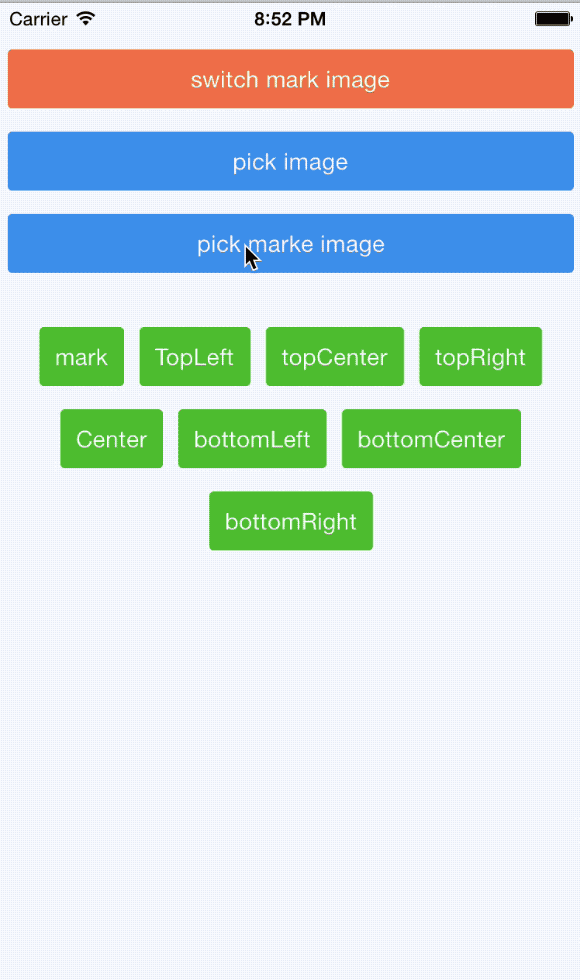 Carrier 8:52 PM
switch mark image
pick image
pick marke image
mark TopLeft topCenter topRight
Center bottomLeft bottomCenter
bottomRight